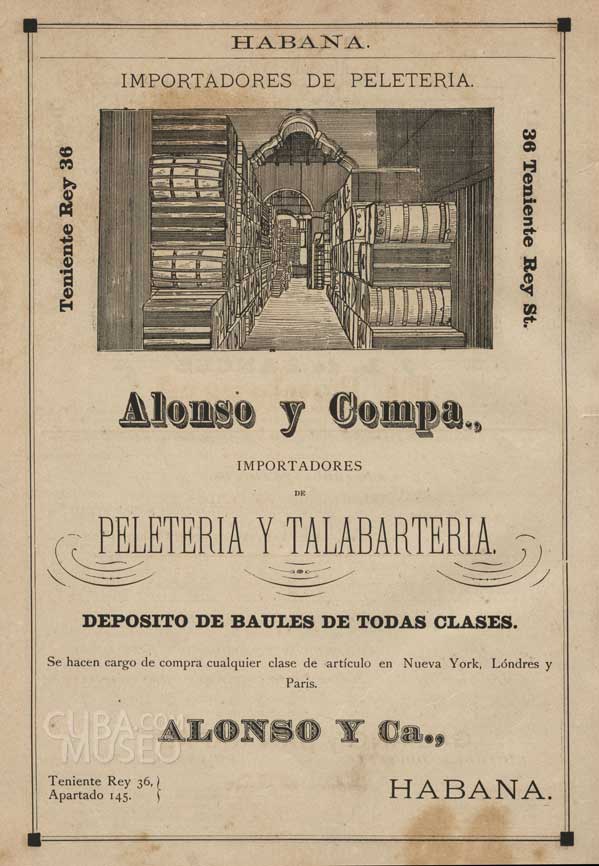 HABANA.
IMPORTADORES DE PELETERIA.
Teniente Rey 36
36 Teniente Rey St.
Alonso y Compa.,
IMPORTADORES
DE
PELETERIA Y TALABARTERIA.
DEPOSITO DE BAULES DE TODAS CLASES.
Se hacen cargo de compra cualquier clase de artículo en Nueva York, Lóndres y
Paris.
ALONSO Y Ca.,
Teniente Rey 36,
Apartado 145.
HABANA.
CUBA.com
MUSEO